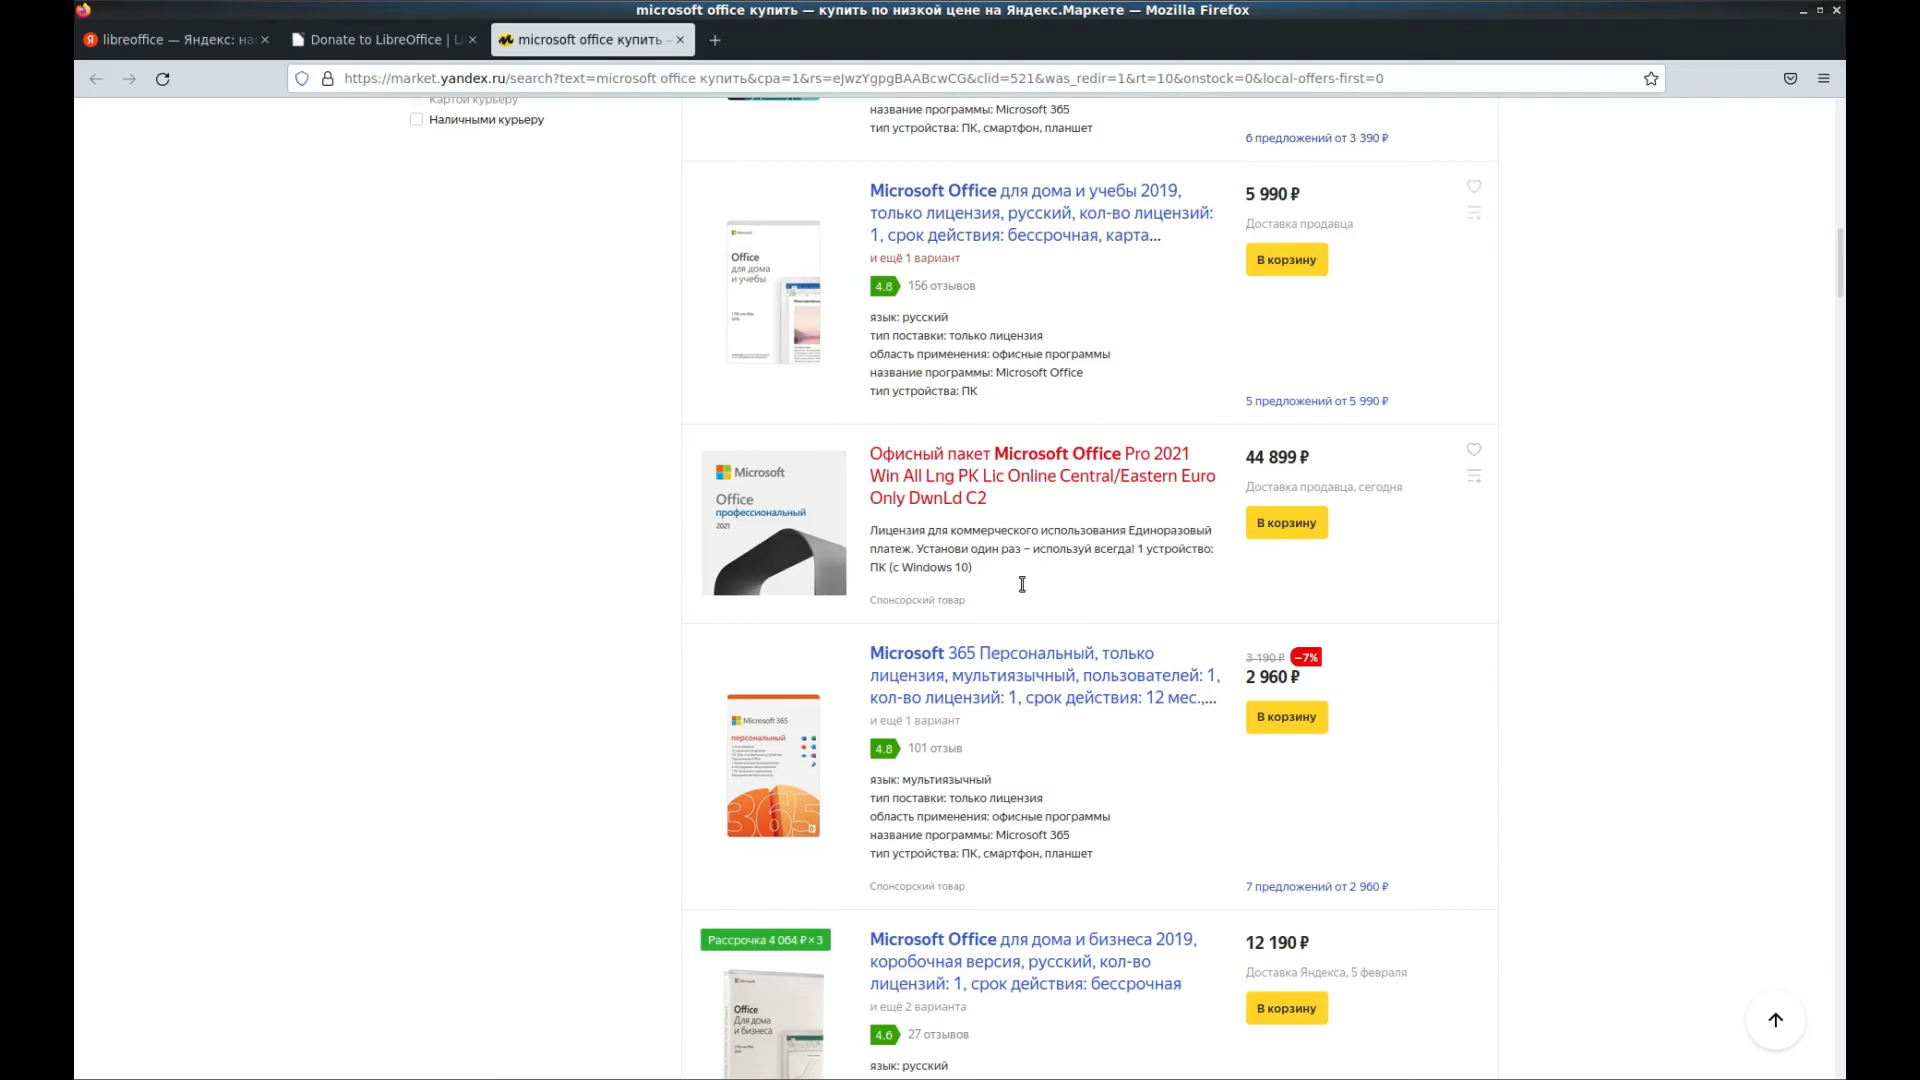 microsoft office купить — купить по низкой цене на Яндекс.Маркете — Mozilla Firefox
libreoffice — Яндекс: на
Donate to LibreOffice | L
microsoft office купить –
https://market.yandex.ru/search?text=microsoft office купить&cpa=1&rs=eJwzYgpgBAABcwCG&clid=521&was_redir=1&rt=10&onstock=0&local-offers-first=0
Картой курьеру
Наличными курьеру
название программы: Microsoft 365
тип устройства: ПК, смартфон, планшет
6 предложений от 3 390 ₽
Microsoft
Office
для дома
и учебы
Microsoft Office для дома и учебы 2019,
только лицензия, русский, кол-во лицензий:
1, срок действия: бессрочная, карта...
и ещё 1 вариант
4.8 156 отзывов
язык: русский
тип поставки: только лицензия
область применения: офисные программы
название программы: Microsoft Office
тип устройства: ПК
5 990 ₽
Доставка продавца
В корзину
5 предложений от 5 990 ₽
Microsoft
Office
профессиональный
2021
Офисный пакет Microsoft Office Pro 2021
Win All Lng PK Lic Online Central/Eastern Euro
Only DwnLd C2
Лицензия для коммерческого использования Единоразовый
платеж. Установи один раз – используй всегда! 1 устройство:
ПК (с Windows 10)
Спонсорский товар
44 899 ₽
Доставка продавца, сегодня
В корзину
Microsoft 365
персональный
365
Microsoft 365 Персональный, только
лицензия, мультиязычный, пользователей: 1,
кол-во лицензий: 1, срок действия: 12 мес.,...
и ещё 1 вариант
4.8 101 отзыв
язык: мультиязычный
тип поставки: только лицензия
область применения: офисные программы
название программы: Microsoft 365
тип устройства: ПК, смартфон, планшет
Спонсорский товар
3 190 ₽ –7%
2 960 ₽
В корзину
7 предложений от 2 960 ₽
Рассрочка 4 064 ₽ × 3
Microsoft
Office
Для дома
и бизнеса
Microsoft Office для дома и бизнеса 2019,
коробочная версия, русский, кол-во
лицензий: 1, срок действия: бессрочная
и ещё 2 варианта
4.6 27 отзывов
язык: русский
12 190 ₽
Доставка Яндекса, 5 февраля
В корзину